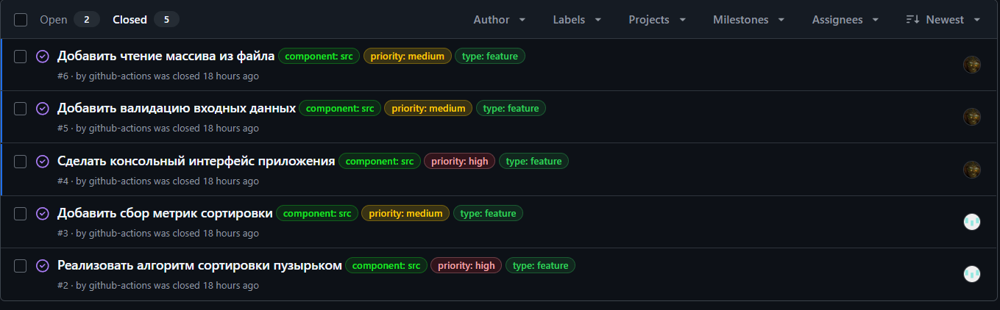 Open 2 Closed 5 Author Labels Projects Milestones Assignees Newest
Добавить чтение массива из файла component: src priority: medium type: feature
#6 · by github-actions was closed 18 hours ago
Добавить валидацию входных данных component: src priority: medium type: feature
#5 · by github-actions was closed 18 hours ago
Сделать консольный интерфейс приложения component: src priority: high type: feature
#4 · by github-actions was closed 18 hours ago
Добавить сбор метрик сортировки component: src priority: medium type: feature
#3 · by github-actions was closed 18 hours ago
Реализовать алгоритм сортировки пузырьком component: src priority: high type: feature
#2 · by github-actions was closed 18 hours ago